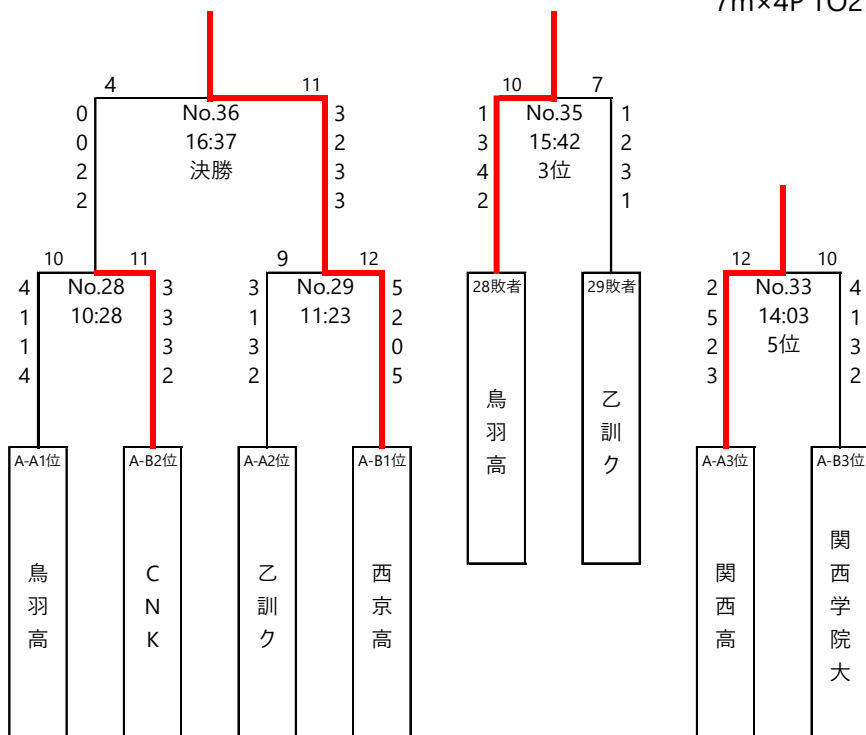 7m×4P TO2
4 11
0 No.36 3
0 16:37 2
2 決勝 3
2 3
10 7
1 No.35 1
3 15:42 2
4 3位 3
2 1
10 11
4 No.28 3
1 10:28 3
1 3
4 2
9 12
3 No.29 5
1 11:23 2
3 0
2 5
28敗者
鳥羽高
29敗者
乙訓ク
12 10
2 No.33 4
5 14:03 1
2 5位 3
3 2
A-A1位
鳥羽高
A-B2位
CNK
A-A2位
乙訓ク
A-B1位
西京高
A-A3位
関西高
A-B3位
関西学院大